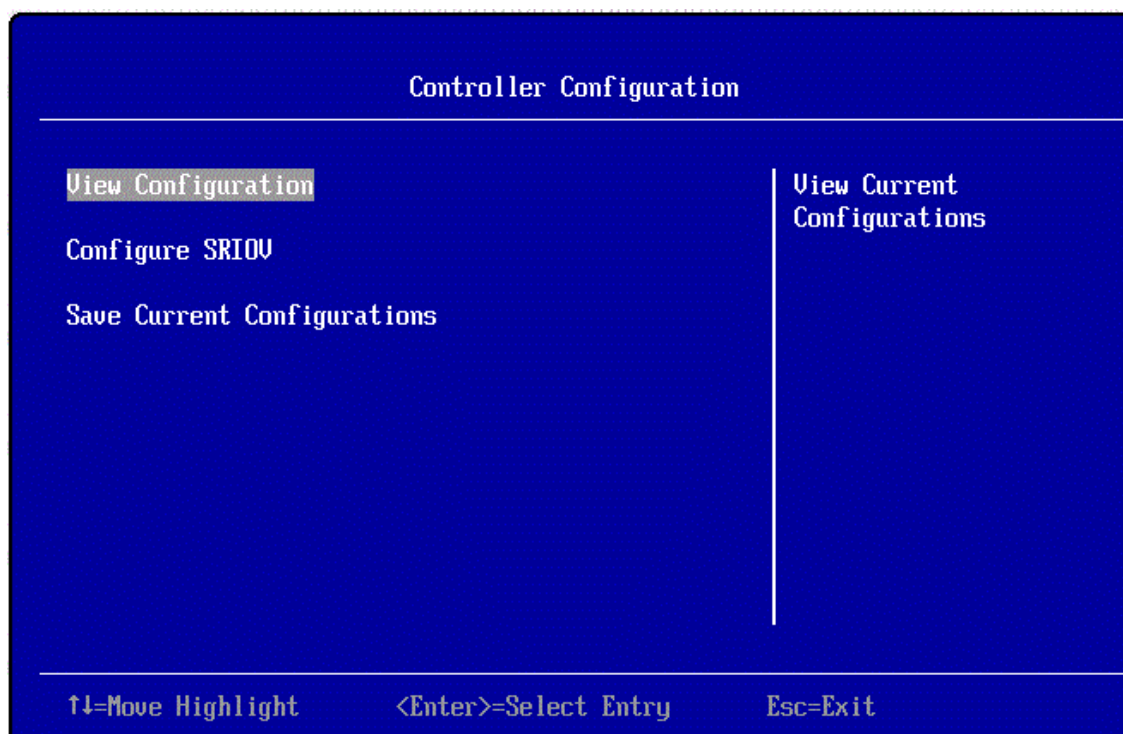 Controller Configuration
View Configuration
Configure SRIOV
Save Current Configurations
View Current
Configurations
↑↓=Move Highlight <Enter>=Select Entry Esc=Exit